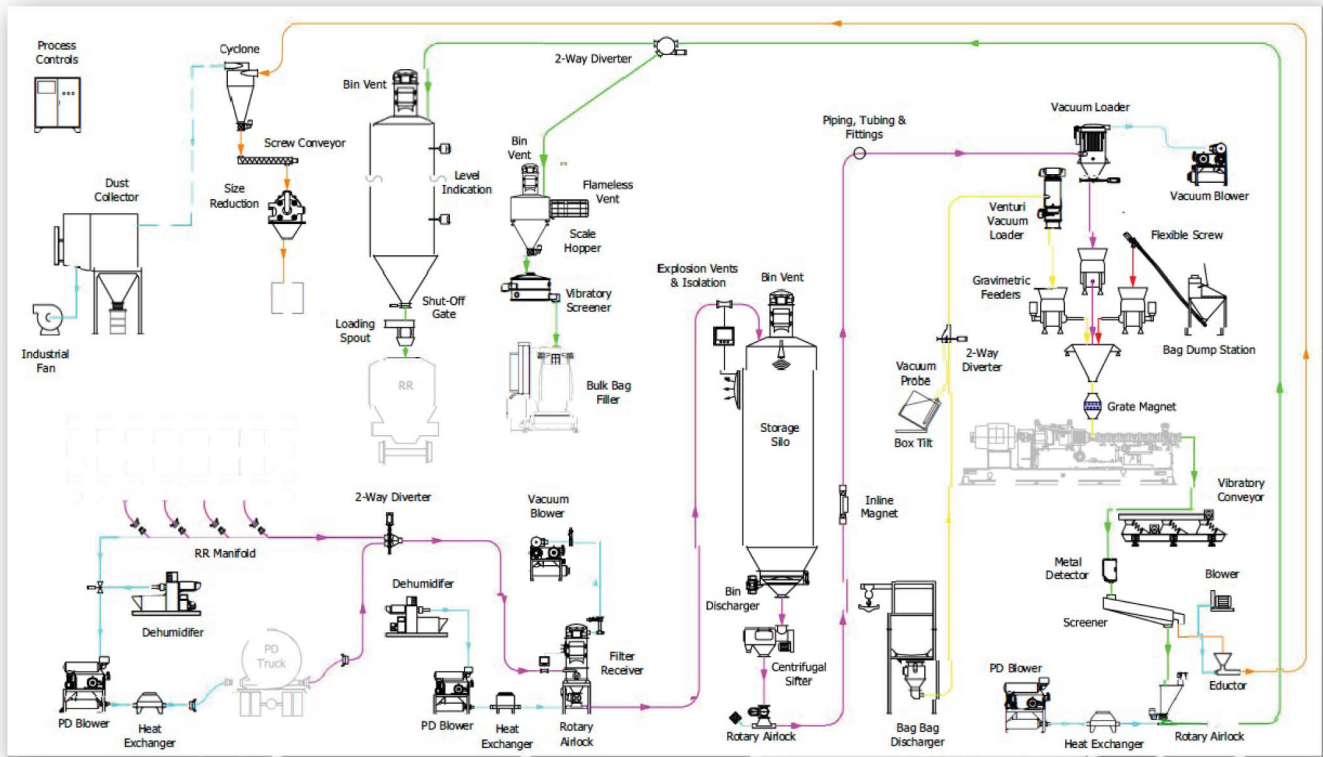 Process
Controls
Cyclone
Screw Conveyor
Size
Reduction
Dust
Collector
Industrial
Fan
Bin Vent
Level
Indication
Shut-Off
Gate
Loading
Spout
RR
2-Way Diverter
Bin
Vent
Flameless
Vent
Scale
Hopper
Vibratory
Screener
Bulk Bag
Filler
Explosion Vents
& Isolation
Bin Vent
Storage
Silo
Bin
Discharger
Centrifugal
Sifter
Rotary Airlock
Piping, Tubing &
Fittings
Inline
Magnet
Vacuum Loader
Vacuum Blower
Venturi
Vacuum
Loader
Flexible Screw
Gravimetric
Feeders
Bag Dump Station
2-Way
Diverter
Vacuum
Probe
Box Tilt
Grate Magnet
Vibratory
Conveyor
Metal
Detector
Blower
Screener
Eductor
PD Blower
Heat Exchanger
Rotary Airlock
Bag Bag
Discharger
RR Manifold
2-Way Diverter
Vacuum
Blower
Dehumidifer
Dehumidifer
PD
Truck
PD Blower
Heat
Exchanger
PD Blower
Heat
Exchanger
Filter
Receiver
Rotary
Airlock